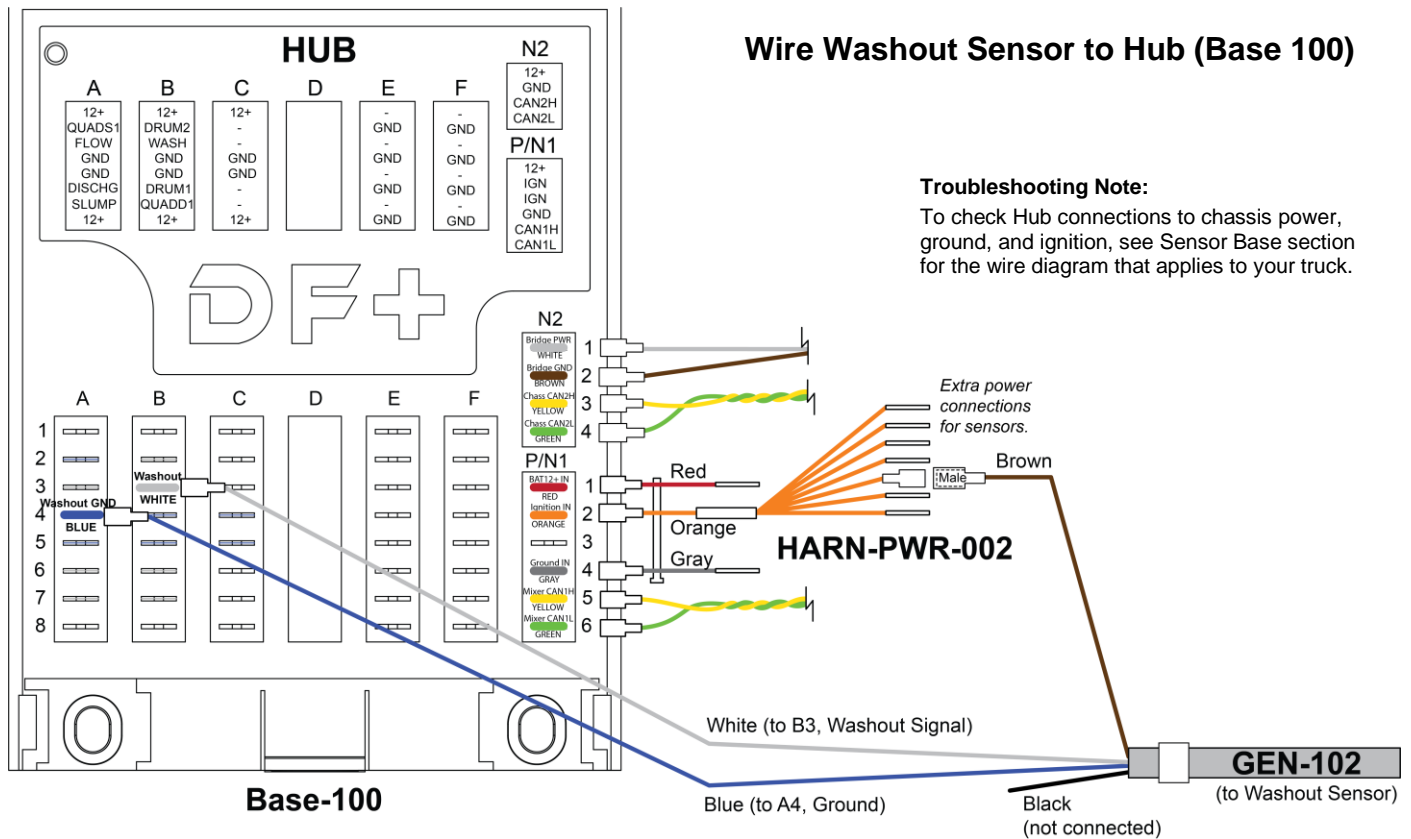 HUB
Wire Washout Sensor to Hub (Base 100)
A
12+
QUADS1
FLOW
GND
GND
DISCHG
SLUMP
12+
B
12+
DRUM2
WASH
GND
GND
DRUM1
QUADD1
12+
C
12+
-
-
GND
GND
-
-
12+
D
E
-
GND
-
GND
-
GND
-
GND
F
-
GND
-
GND
-
GND
-
GND
N2
12+
GND
CAN2H
CAN2L
P/N1
12+
IGN
IGN
GND
CAN1H
CAN1L
Troubleshooting Note:
To check Hub connections to chassis power,
ground, and ignition, see Sensor Base section
for the wire diagram that applies to your truck.
DF+
N2
Bridge PWR
WHITE
1
Bridge GND
BROWN
2
Chass CAN2H
YELLOW
3
Chass CAN2L
GREEN
4
P/N1
BAT12+ IN
RED
1
Ignition IN
ORANGE
2
3
Ground IN
GRAY
4
Mixer CAN1H
YELLOW
5
Mixer CAN1L
GREEN
6
A B C D E F
1
2
3
4
5
6
7
8
Washout
WHITE
Washout GND
BLUE
Red
Orange
Gray
Extra power
connections
for sensors.
Male
Brown
HARN-PWR-002
White (to B3, Washout Signal)
Blue (to A4, Ground)
Black
(not connected)
GEN-102
(to Washout Sensor)
Base-100